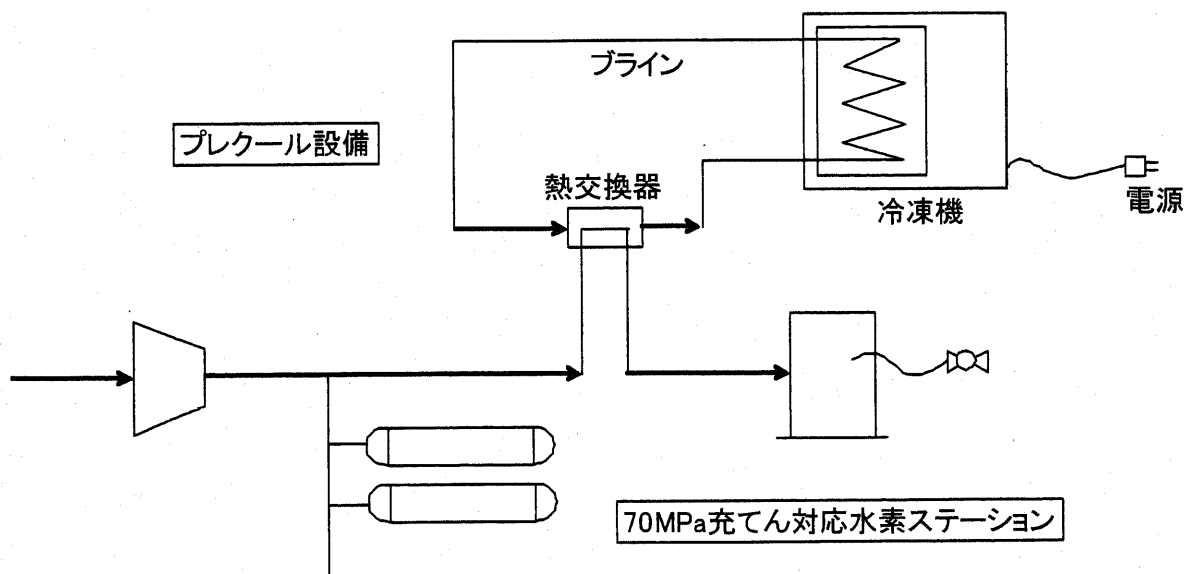 ブライン
プレクール設備
熱交換器
冷凍機
電源
70MPa充てん対応水素ステーション